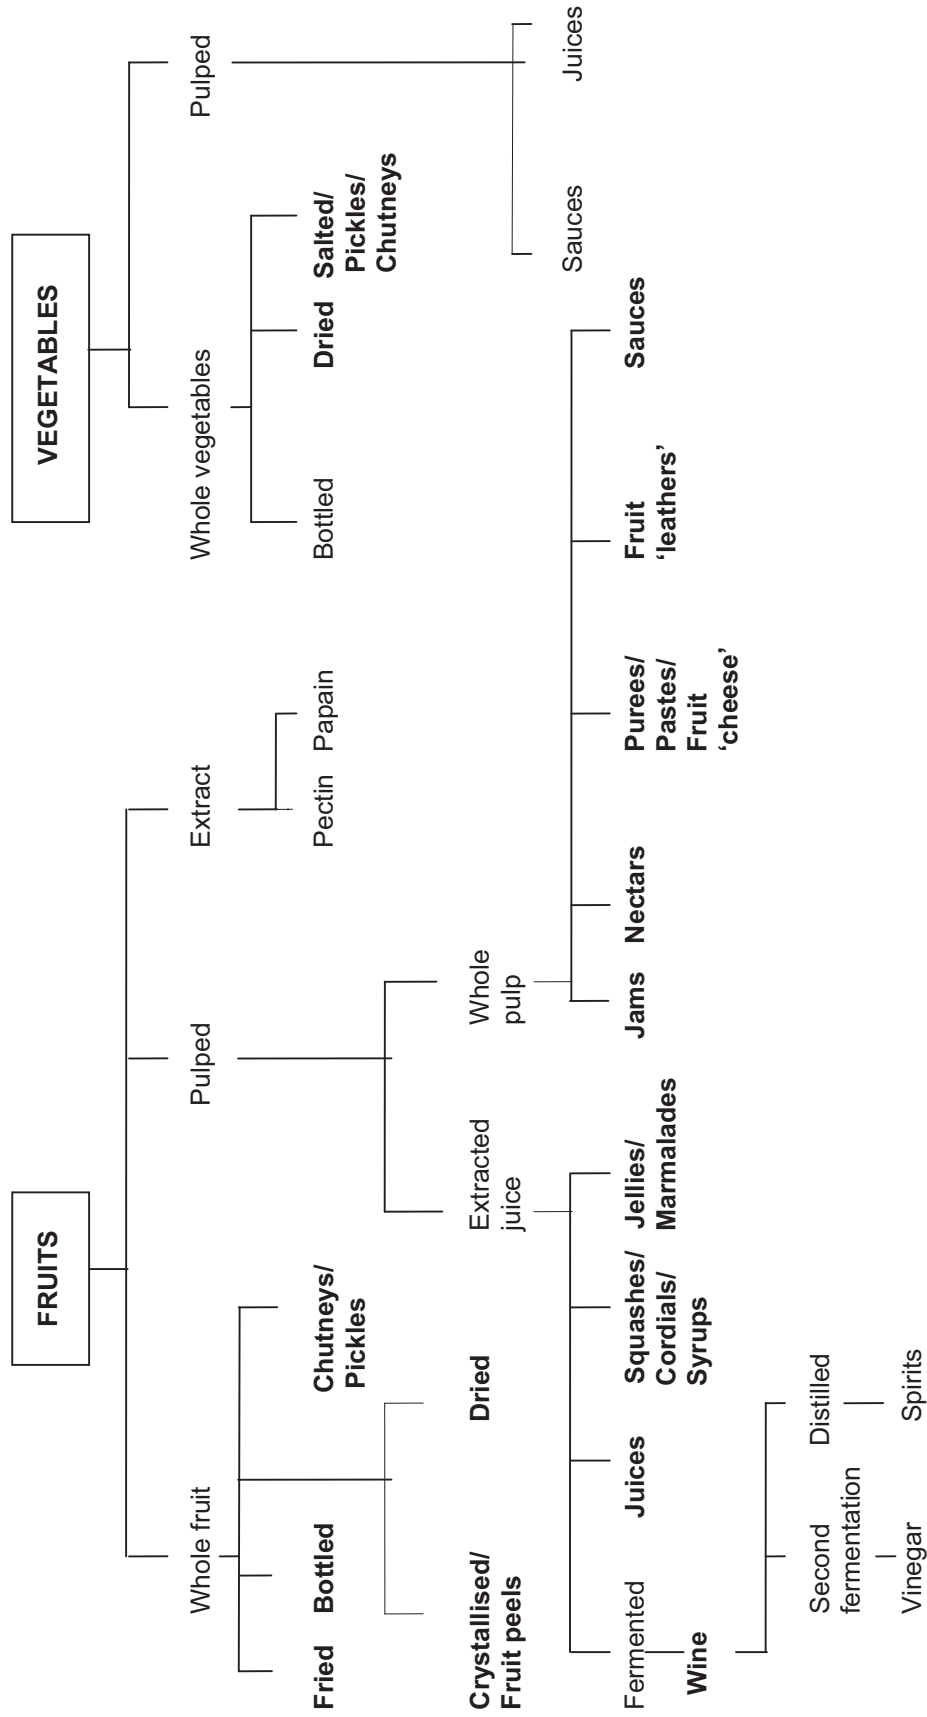 FRUITS
VEGETABLES
Whole fruit
Pulped
Extract
Whole vegetables
Pulped
Fried
Bottled
Chutneys/
Pickles
Pectin
Papain
Bottled
Dried
Salted/
Pickles/
Chutneys
Crystallised/
Fruit peels
Dried
Extracted
juice
Whole
pulp
Sauces
Juices
Fermented
Wine
Juices
Squashes/
Cordials/
Syrups
Jellies/
Marmalades
Jams
Nectars
Purees/
Pastes/
Fruit
‘cheese’
Fruit
‘leathers’
Sauces
Second
fermentation
Distilled
Vinegar
Spirits